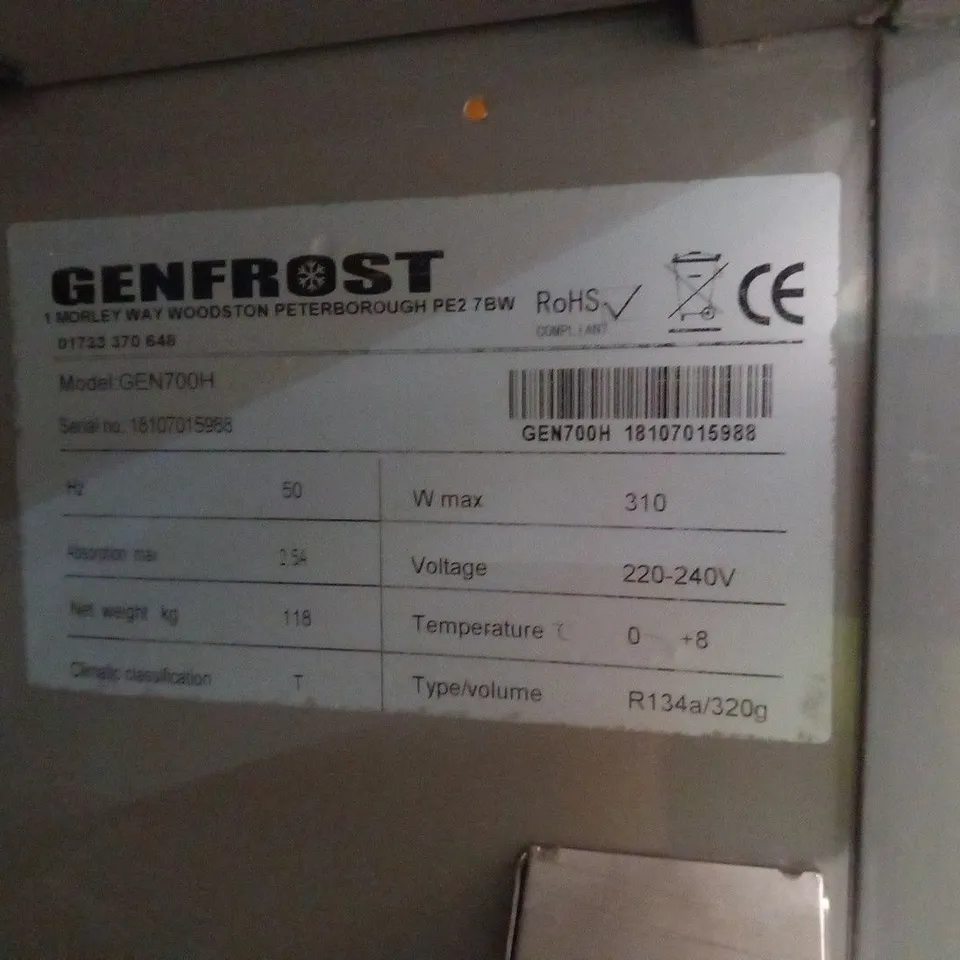 GENFROST
1 MORLEY WAY WOODSTON PETERBOROUGH PE2 7BW
01733 370 648
RoHS
COMPLIANT
CE
Model:GEN700H
Serial no: 18107015988
GEN700H 18107015988
Hz 50
W max 310
Absorption max 2.5A
Voltage 220-240V
Net weight kg 118
Temperature ℃ 0 +8
Climatic classification T
Type/volume R134a/320g